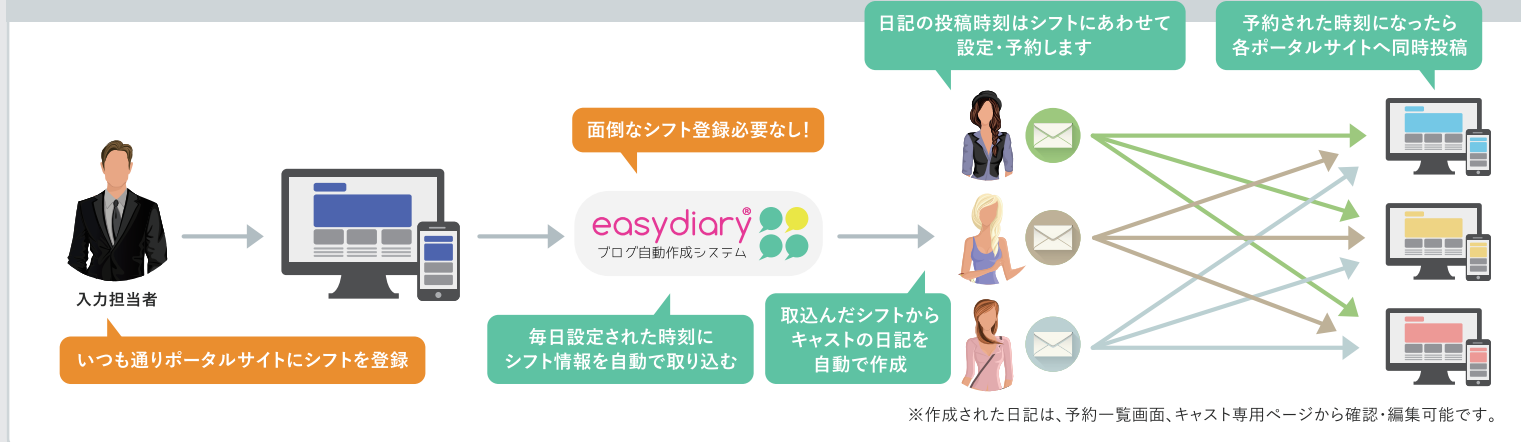 日記の投稿時刻はシフトにあわせて
設定・予約します
予約された時刻になったら
各ポータルサイトへ同時投稿
面倒なシフト登録必要なし!
easydiary®
ブログ自動作成システム
入力担当者
いつも通りポータルサイトにシフトを登録
毎日設定された時刻に
シフト情報を自動で取り込む
取込んだシフトから
キャストの日記を
自動で作成
※作成された日記は、予約一覧画面、キャスト専用ページから確認・編集可能です。